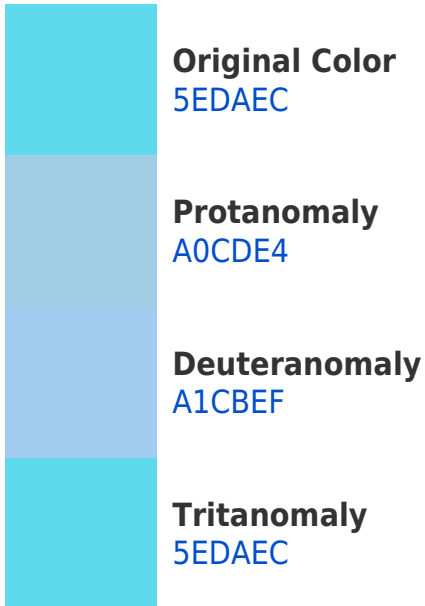 Original Color
5EDAEC
Protanomaly
A0CDE4
Deuteranomaly
A1CBEF
Tritanomaly
5EDAEC